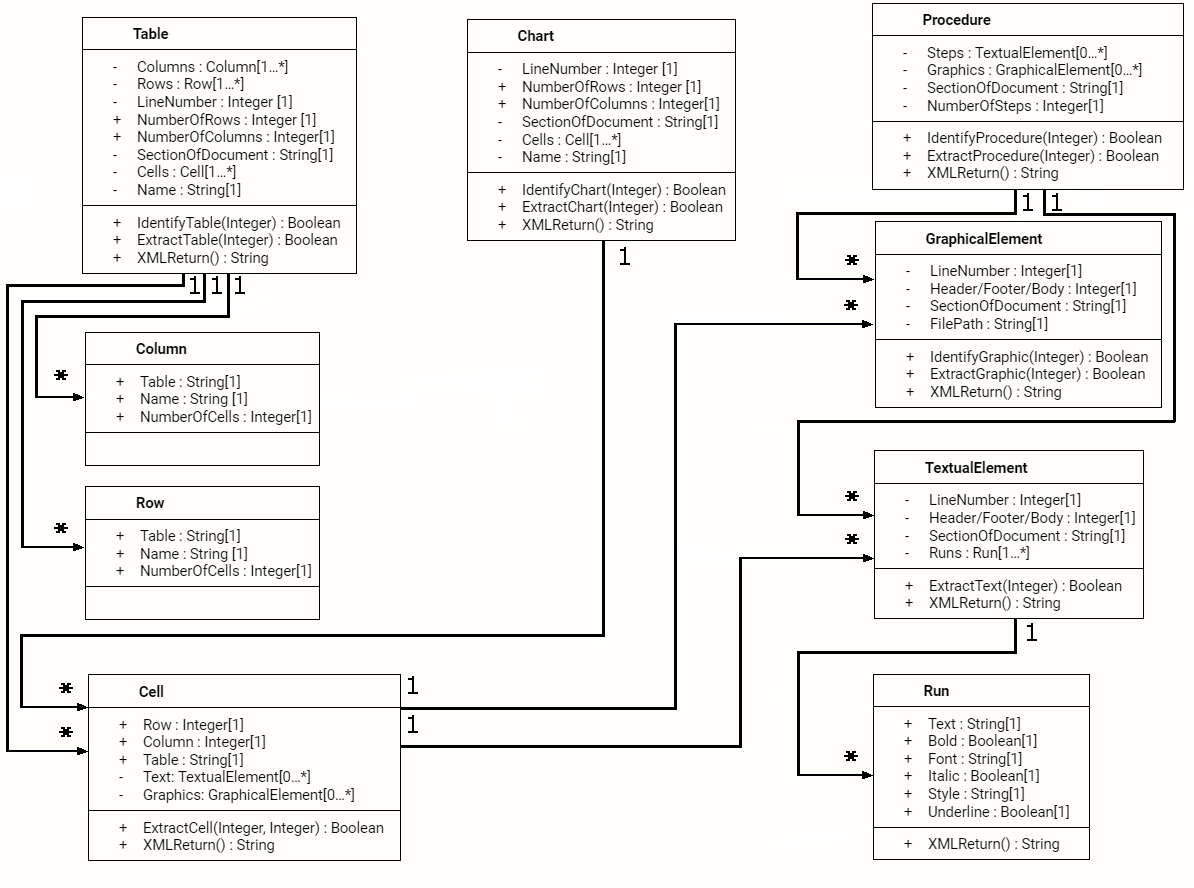 Table
- Columns : Column[1...*]
- Rows : Row[1...*]
- LineNumber : Integer [1]
+ NumberOfRows : Integer [1]
+ NumberOfColumns : Integer[1]
- SectionOfDocument : String[1]
- Cells : Cell[1...*]
- Name : String[1]
+ IdentifyTable(Integer) : Boolean
+ ExtractTable(Integer) : Boolean
+ XMLReturn() : String
1 1 1
Chart
- LineNumber : Integer [1]
+ NumberOfRows : Integer [1]
+ NumberOfColumns : Integer[1]
- SectionOfDocument : String[1]
- Cells : Cell[1...*]
- Name : String[1]
+ IdentifyChart(Integer) : Boolean
+ ExtractChart(Integer) : Boolean
+ XMLReturn() : String
1
Procedure
- Steps : TextualElement[0...*]
- Graphics : GraphicalElement[0...*]
- SectionOfDocument : String[1]
- NumberOfSteps : Integer[1]
+ IdentifyProcedure(Integer) : Boolean
+ ExtractProcedure(Integer) : Boolean
+ XMLReturn() : String
1 1
*
*
GraphicalElement
- LineNumber : Integer[1]
- Header/Footer/Body : Integer[1]
- SectionOfDocument : String[1]
- FilePath : String[1]
+ IdentifyGraphic(Integer) : Boolean
+ ExtractGraphic(Integer) : Boolean
+ XMLReturn() : String
*
Column
+ Table : String[1]
+ Name : String [1]
+ NumberOfCells : Integer[1]
*
Row
+ Table : String[1]
+ Name : String [1]
+ NumberOfCells : Integer[1]
*
*
TextualElement
- LineNumber : Integer[1]
- Header/Footer/Body : Integer[1]
- SectionOfDocument : String[1]
- Runs : Run[1...*]
+ ExtractText(Integer) : Boolean
+ XMLReturn() : String
1
*
*
Cell
+ Row : Integer[1]
+ Column : Integer[1]
+ Table : String[1]
- Text: TextualElement[0...*]
- Graphics: GraphicalElement[0...*]
+ ExtractCell(Integer, Integer) : Boolean
+ XMLReturn() : String
1
1
*
Run
+ Text : String[1]
+ Bold : Boolean[1]
+ Font : String[1]
+ Italic : Boolean[1]
+ Style : String[1]
+ Underline : Boolean[1]
+ XMLReturn() : String